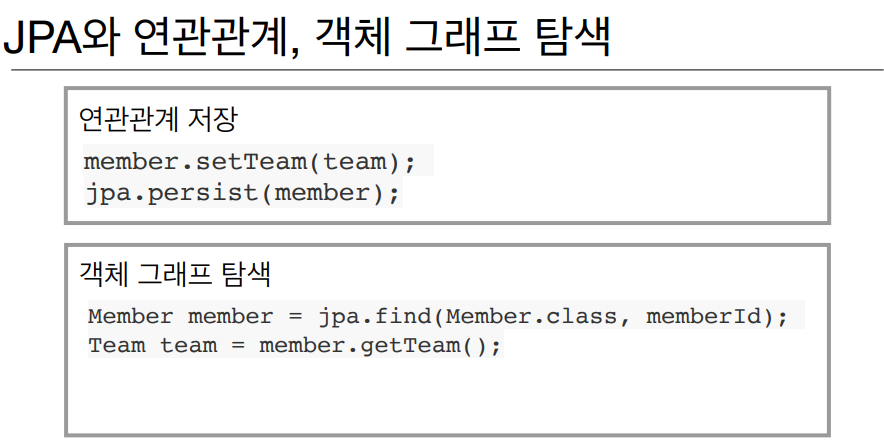 JPA와 연관관계, 객체 그래프 탐색
연관관계 저장
member.setTeam(team);
jpa.persist(member);
객체 그래프 탐색
Member member = jpa.find(Member.class, memberId);
Team team = member.getTeam();